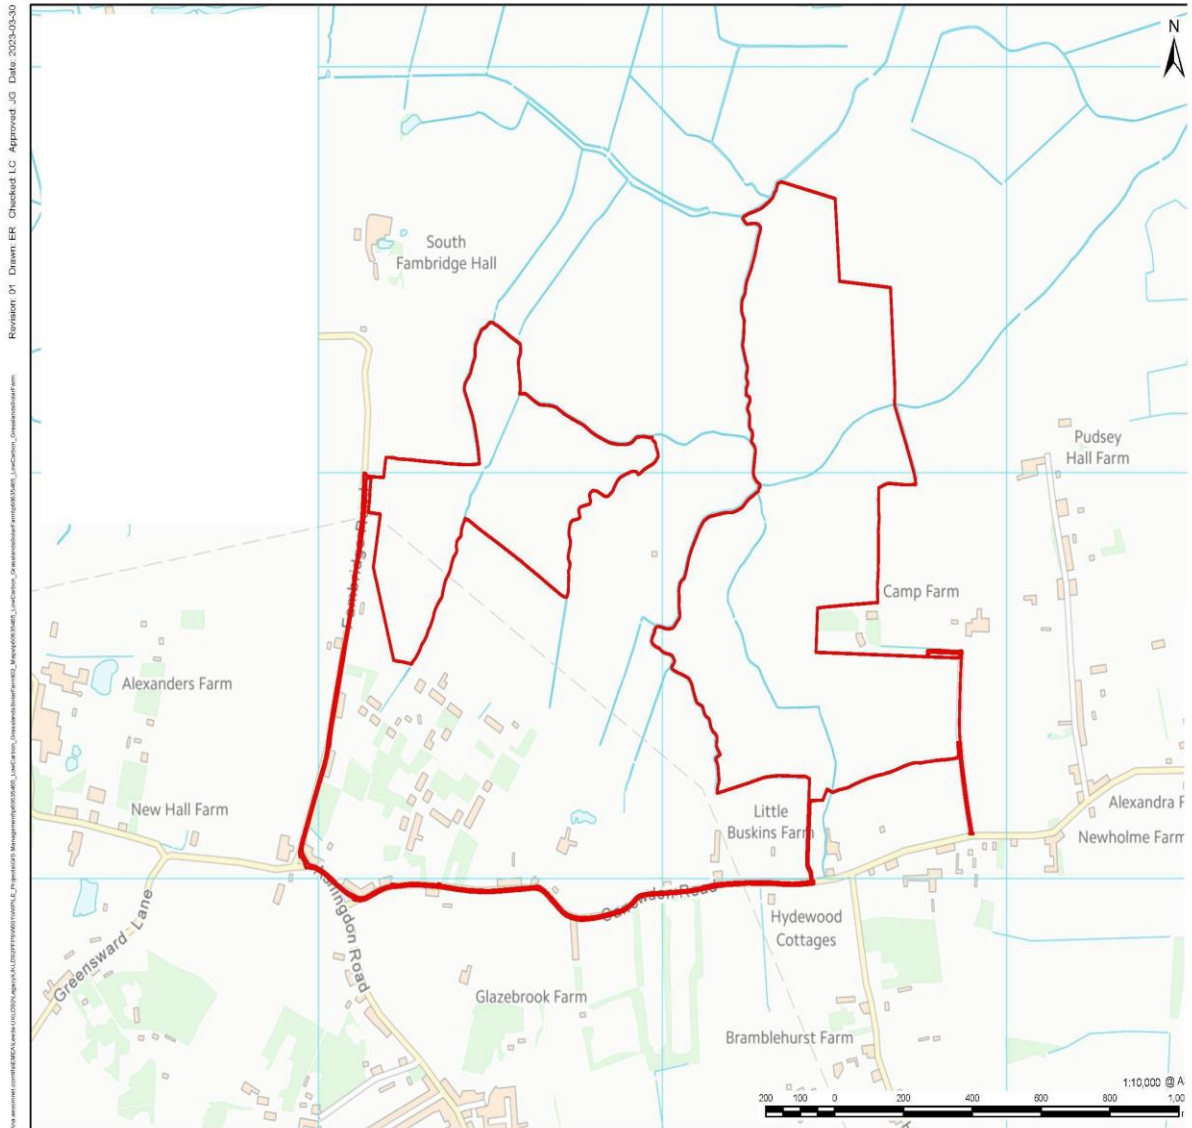 Revision: 01 Drawn: ER Checked: LC Approved: JG Date: 2023-03-30
N
South
Fambridge Hall
Pudsey
Hall Farm
Camp Farm
Alexanders Farm
New Hall Farm
Little
Buskins Farm
Alexandra F
Newholme Farm
Ashingdon Road
Greensward Lane
Hydewood
Cottages
Glazebrook Farm
Bramblehurst Farm
1:10,000 @ A
200 100 0 200 400 600 800 1,00